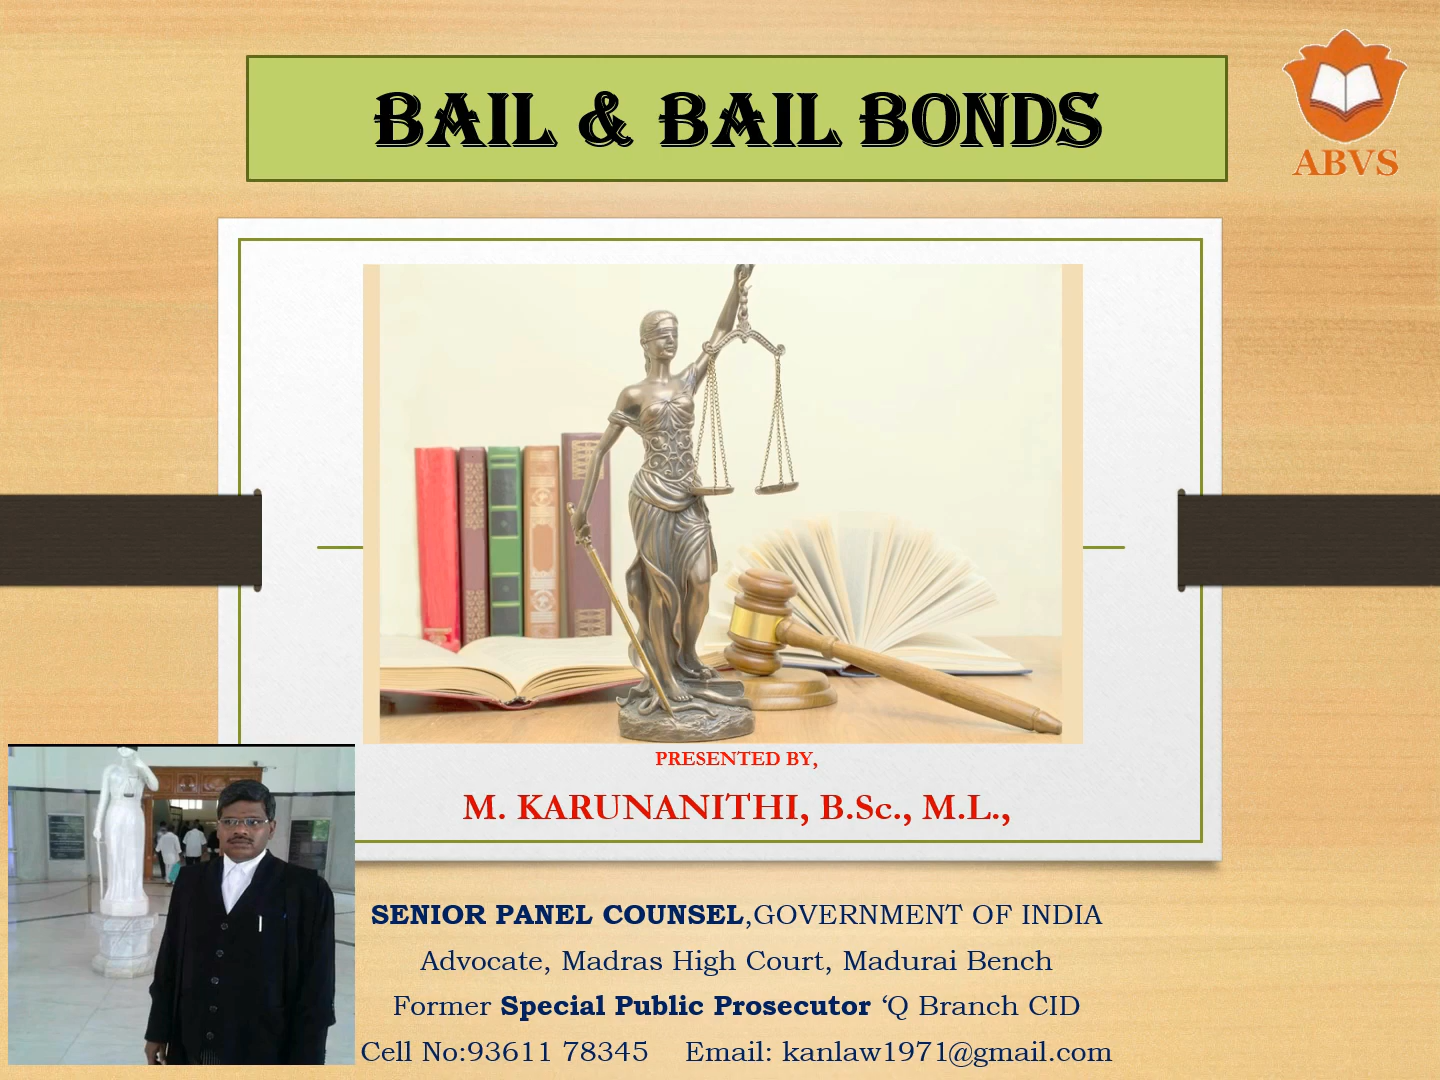 BAIL & BAIL BONDS
ABVS
PRESENTED BY,
M. KARUNANITHI, B.Sc., M.L.,
SENIOR PANEL COUNSEL,GOVERNMENT OF INDIA
Advocate, Madras High Court, Madurai Bench
Former Special Public Prosecutor ‘Q Branch CID
Cell No:93611 78345 Email: kanlaw1971@gmail.com